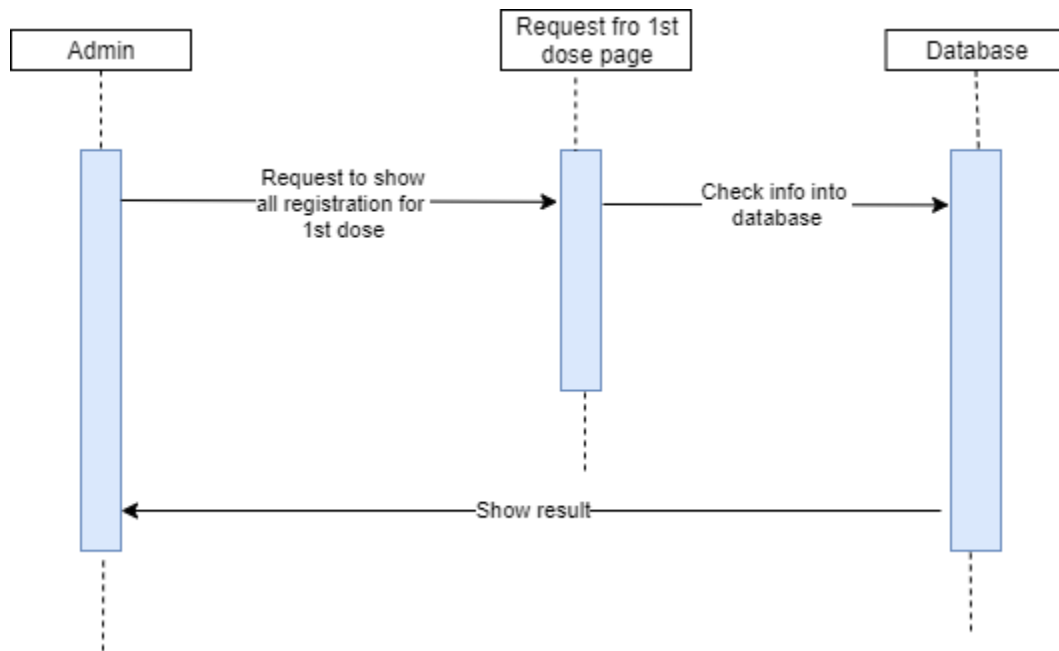 Admin
Request fro 1st
dose page
Database
Request to show
all registration for
1st dose
Check info into
database
Show result